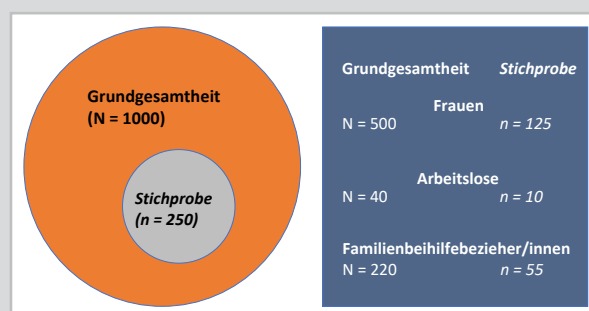 Grundgesamtheit
(N = 1000)
Stichprobe
(n = 250)
Grundgesamtheit Stichprobe
Frauen
N = 500 n = 125
Arbeitslose
N = 40 n = 10
Familienbeihilfebezieher/innen
N = 220 n = 55